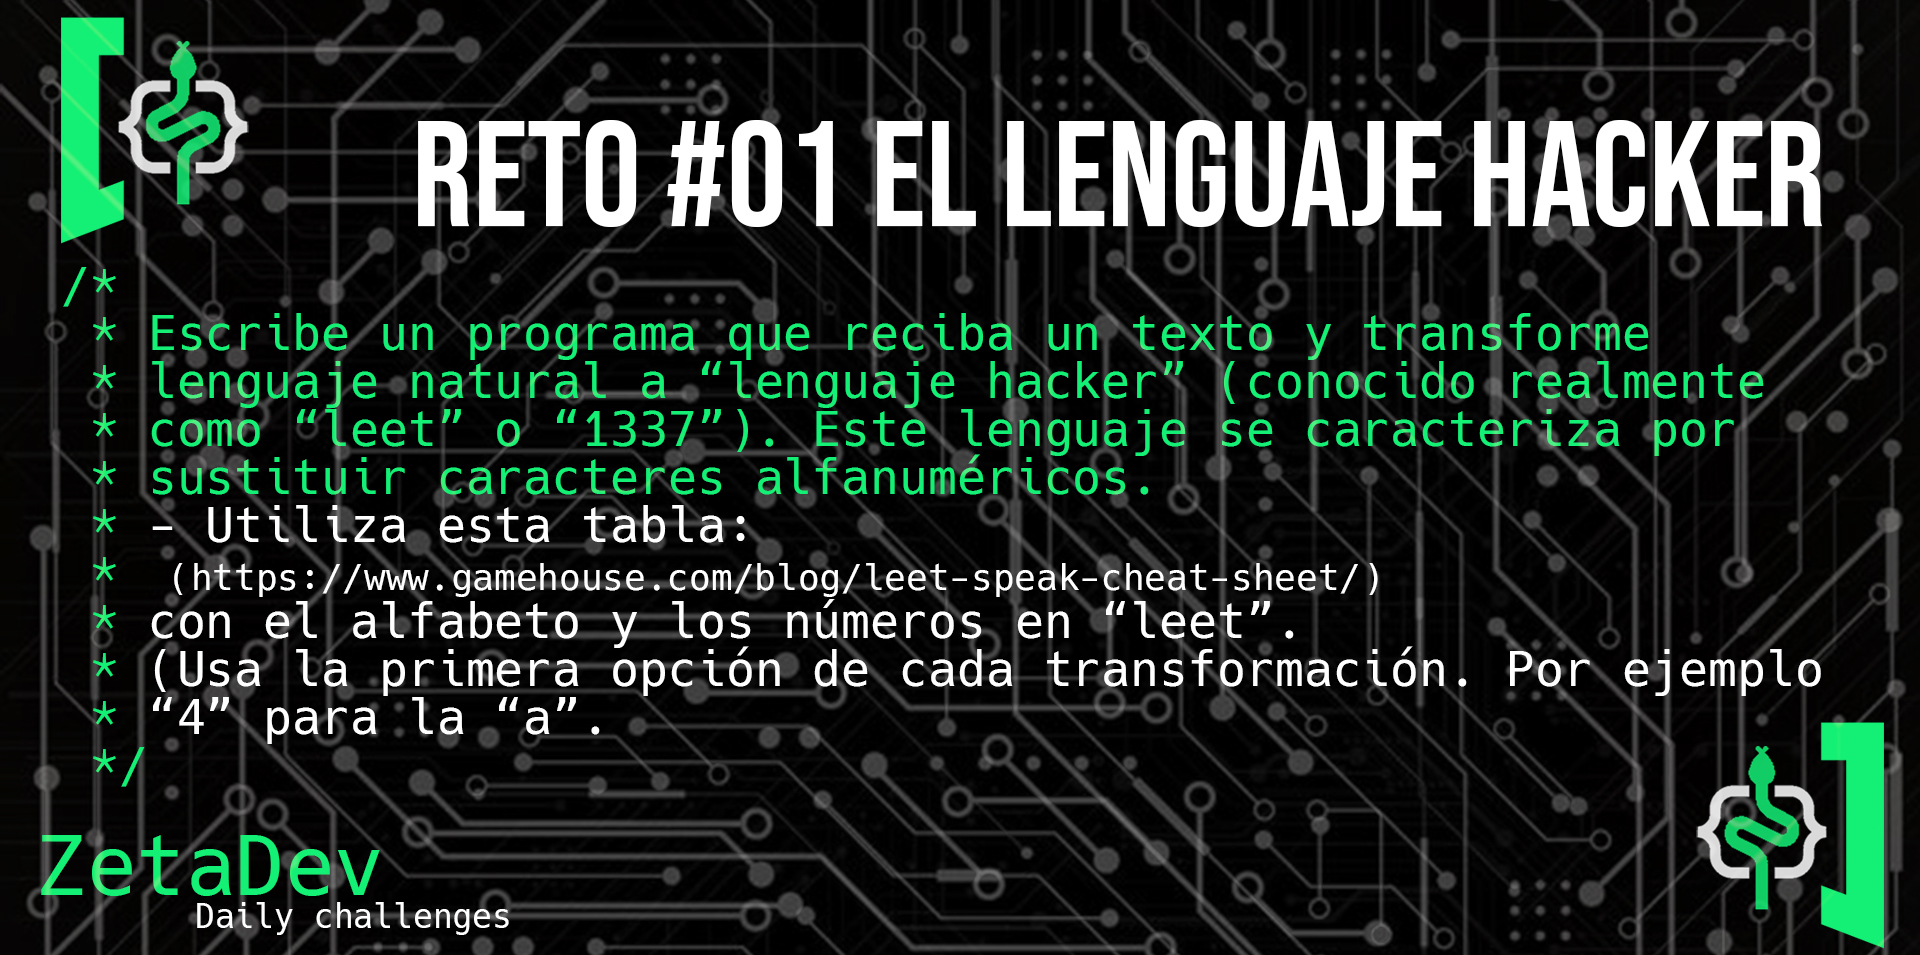 RETO #01 EL LENGUAJE HACKER
/*
* Escribe un programa que reciba un texto y transforme
* lenguaje natural a “lenguaje hacker” (conocido realmente
* como “leet” o “1337”). Este lenguaje se caracteriza por
* sustituir caracteres alfanuméricos.
* - Utiliza esta tabla:
* (https://www.gamehouse.com/blog/leet-speak-cheat-sheet/)
* con el alfabeto y los números en “leet”.
* (Usa la primera opción de cada transformación. Por ejemplo
* “4” para la “a”.
*/
ZetaDev
Daily challenges